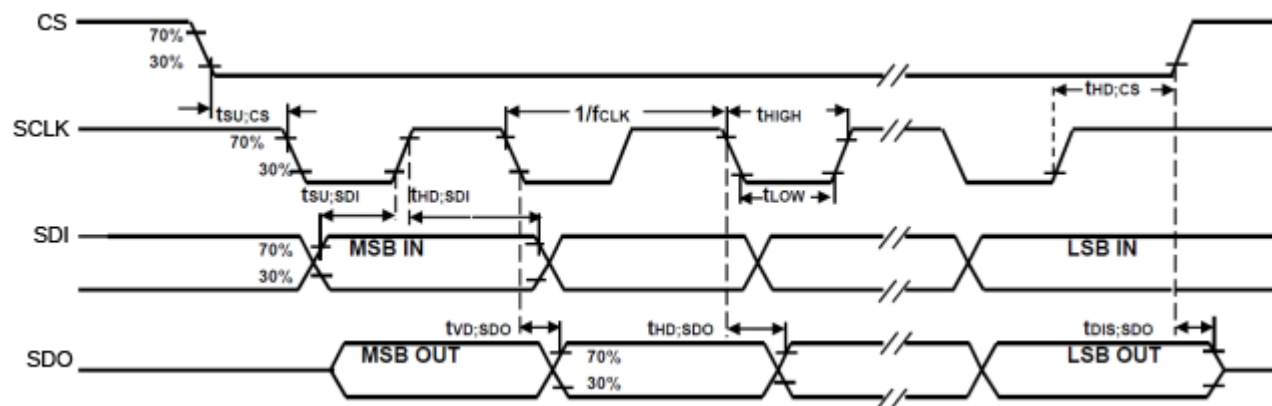 CS
70%
30%
tHD;CS
tSU;CS
1/fCLK
tHIGH
SCLK
70%
30%
tSU;SDI
tHD;SDI
tLOW
SDI
70%
30%
MSB IN
LSB IN
tVD;SDO
tHD;SDO
tDIS;SDO
SDO
MSB OUT
70%
30%
LSB OUT